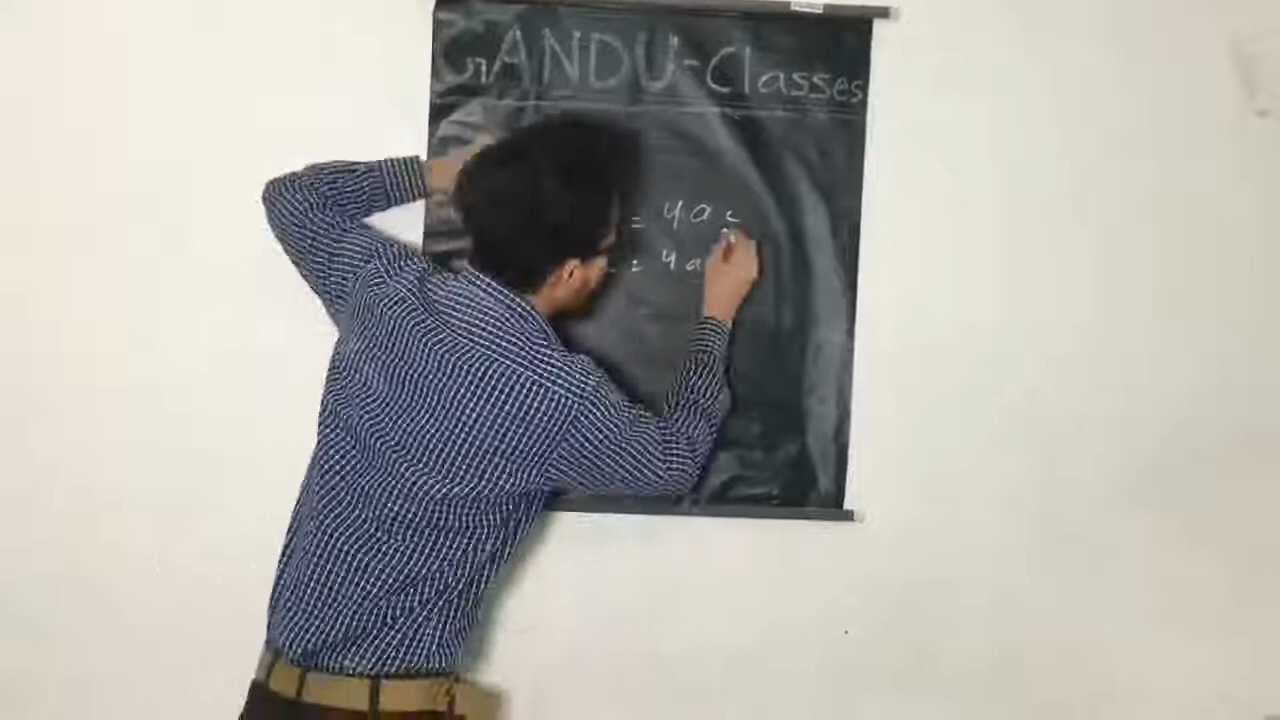 GANDU-Classes
= 4ac
= 4a